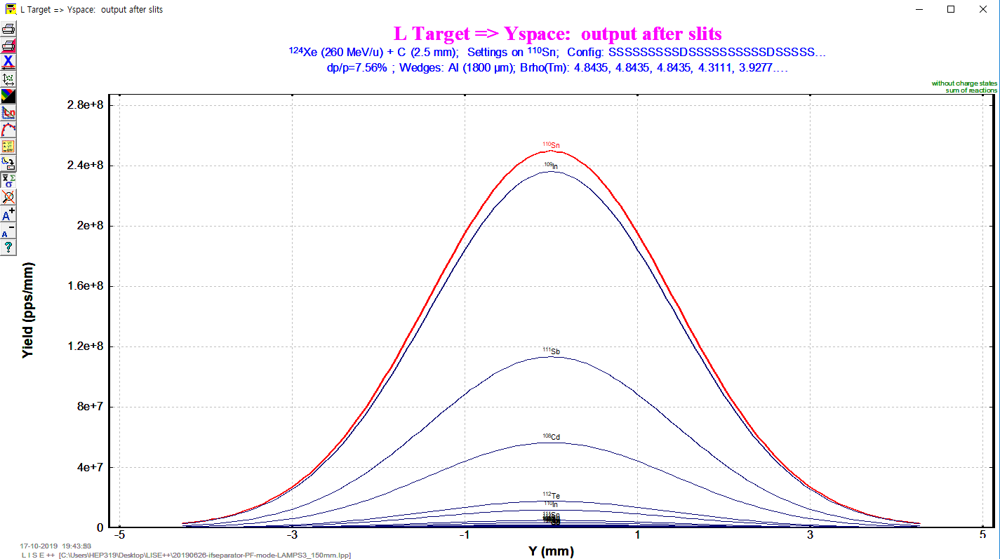 L Target => Yspace: output after slits
L Target => Yspace: output after slits
¹²⁴Xe (260 MeV/u) + C (2.5 mm); Settings on ¹¹⁰Sn; Config: SSSSSSSSSDSSSSSSSSSSDSSSSS...
dp/p=7.56% ; Wedges: Al (1800 µm); Brho(Tm): 4.8435, 4.8435, 4.8435, 4.3111, 3.9277....
without charge states
sum of reactions
2.8e+8
¹¹⁰Sn
2.4e+8
¹⁰⁹In
2e+8
1.6e+8
Yield (pps/mm)
1.2e+8
¹¹¹Sb
8e+7
¹⁰⁸Cd
4e+7
¹¹²Te
¹¹⁰In
¹¹¹Sn
0
-5
-3
-1
1
3
5
Y (mm)
17-10-2019
L I S E ++ [C:\Users\HEP319\Desktop\LISE++\20190626-ifseparator-PF-mode-LAMPS3_150mm.lpp]